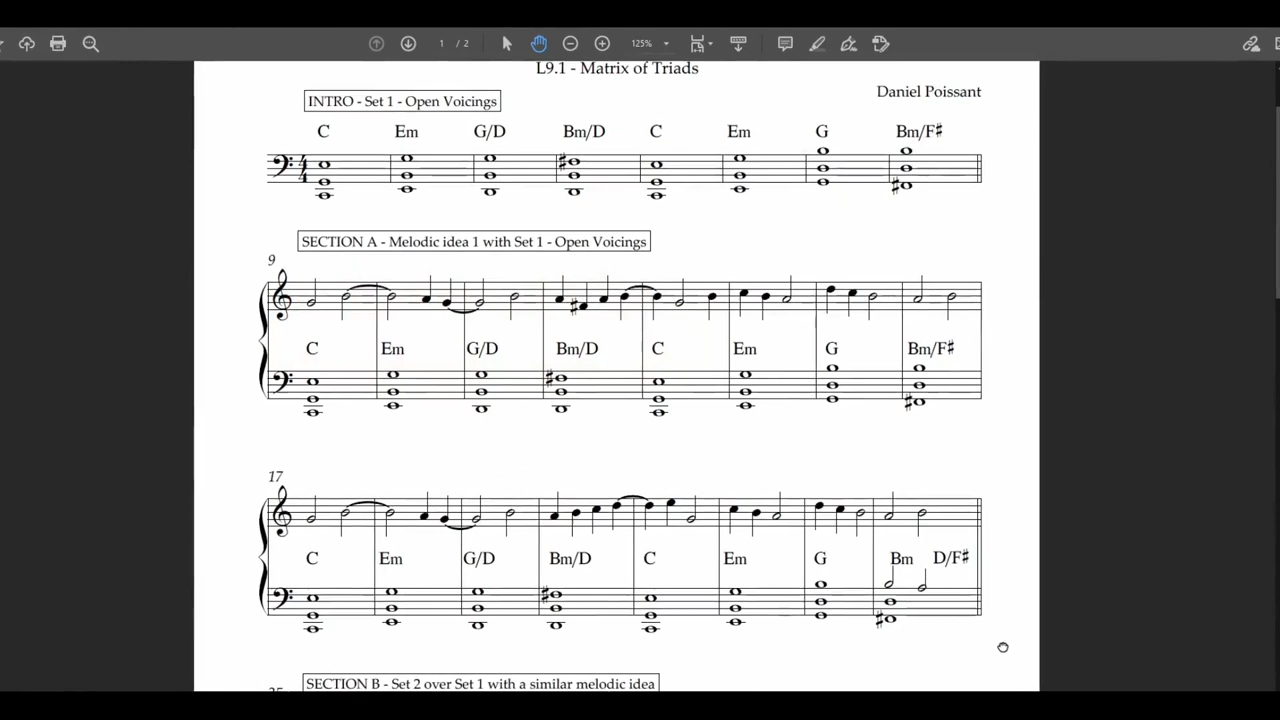 1 / 2
125%
L9.1 - Matrix of Triads
Daniel Poissant
INTRO - Set 1 - Open Voicings
C Em G/D Bm/D C Em G Bm/F♯
4
4
SECTION A - Melodic idea 1 with Set 1 - Open Voicings
9
C Em G/D Bm/D C Em G Bm/F♯
17
C Em G/D Bm/D C Em G Bm D/F♯
SECTION B - Set 2 over Set 1 with a similar melodic idea